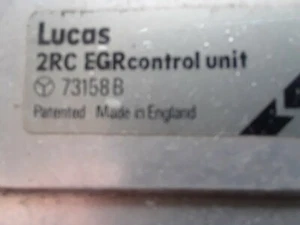 Lucas
2RC EGRcontrol unit
73158B
Patented Made in England